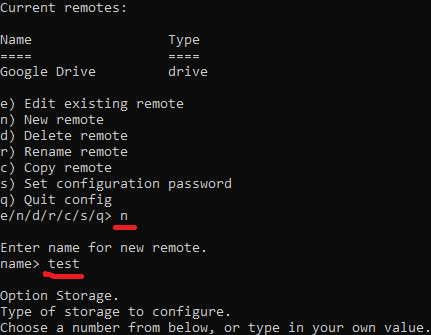 Current remotes:
Name                 Type
====                 ====
Google Drive         drive
e) Edit existing remote
n) New remote
d) Delete remote
r) Rename remote
c) Copy remote
s) Set configuration password
q) Quit config
e/n/d/r/c/s/q> n
Enter name for new remote.
name> test
Option Storage.
Type of storage to configure.
Choose a number from below, or type in your own value.